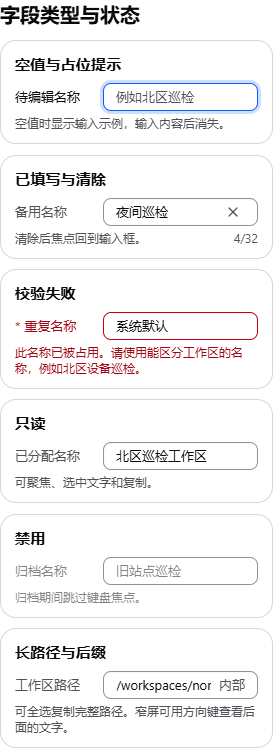 字段类型与状态
空值与占位提示
待编辑名称 例如北区巡检
空值时显示输入示例，输入内容后消失。
已填写与清除
备用名称 夜间巡检
清除后焦点回到输入框。 4/32
校验失败
* 重复名称 系统默认
此名称已被占用。请使用能区分工作区的名
称，例如北区设备巡检。
只读
已分配名称 北区巡检工作区
可聚焦、选中文字和复制。
禁用
归档名称 旧站点巡检
归档期间跳过键盘焦点。
长路径与后缀
工作区路径 /workspaces/nor 内部
可全选复制完整路径。窄屏可用方向键查看后
面的文字。